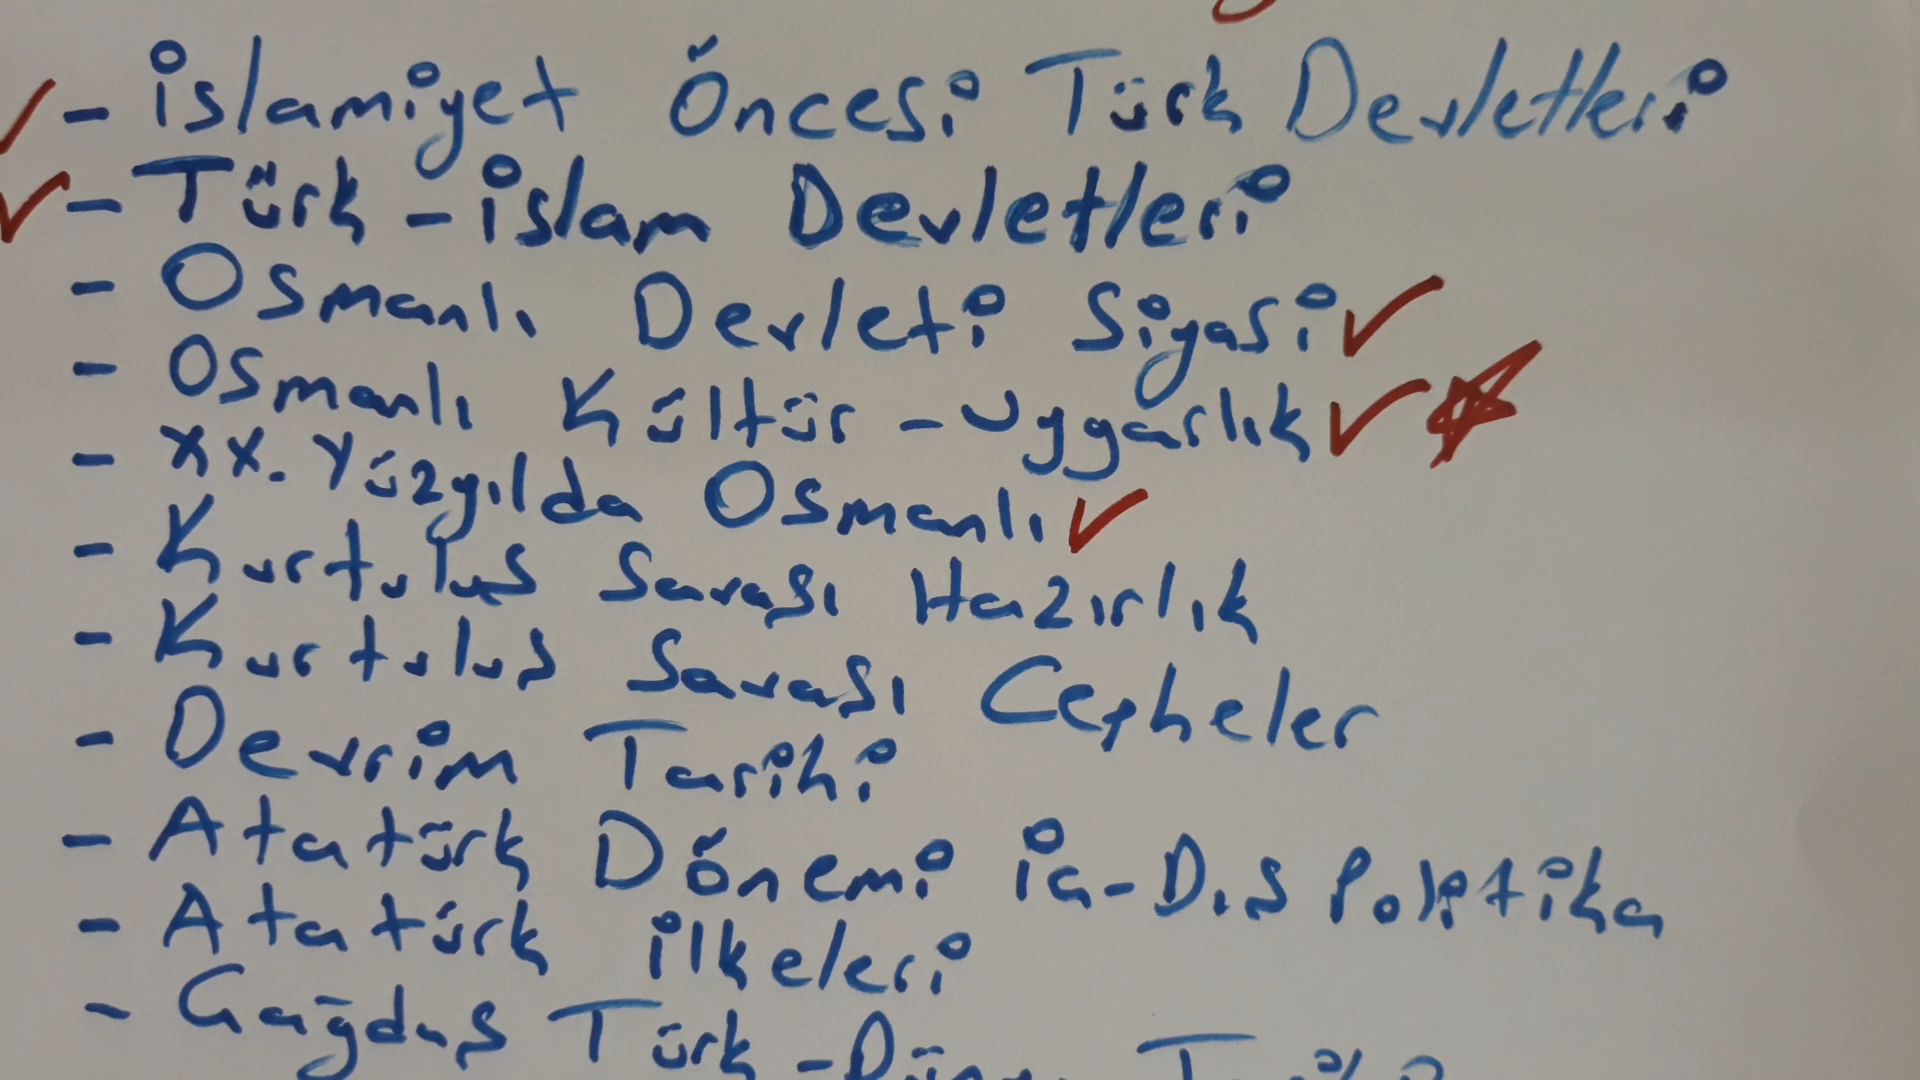 - İslamiyet Öncesi Türk Devletleri
- Türk-İslam Devletleri
- Osmanlı Devleti Siyasi
- Osmanlı Kültür - Uygarlık
- XX. Yüzyılda Osmanlı
- Kurtuluş Savaşı Hazırlık
- Kurtuluş Savaşı Cepheler
- Devrim Tarihi
- Atatürk Dönemi İç-Dış Politika
- Atatürk İlkeleri
- Çağdaş Türk -